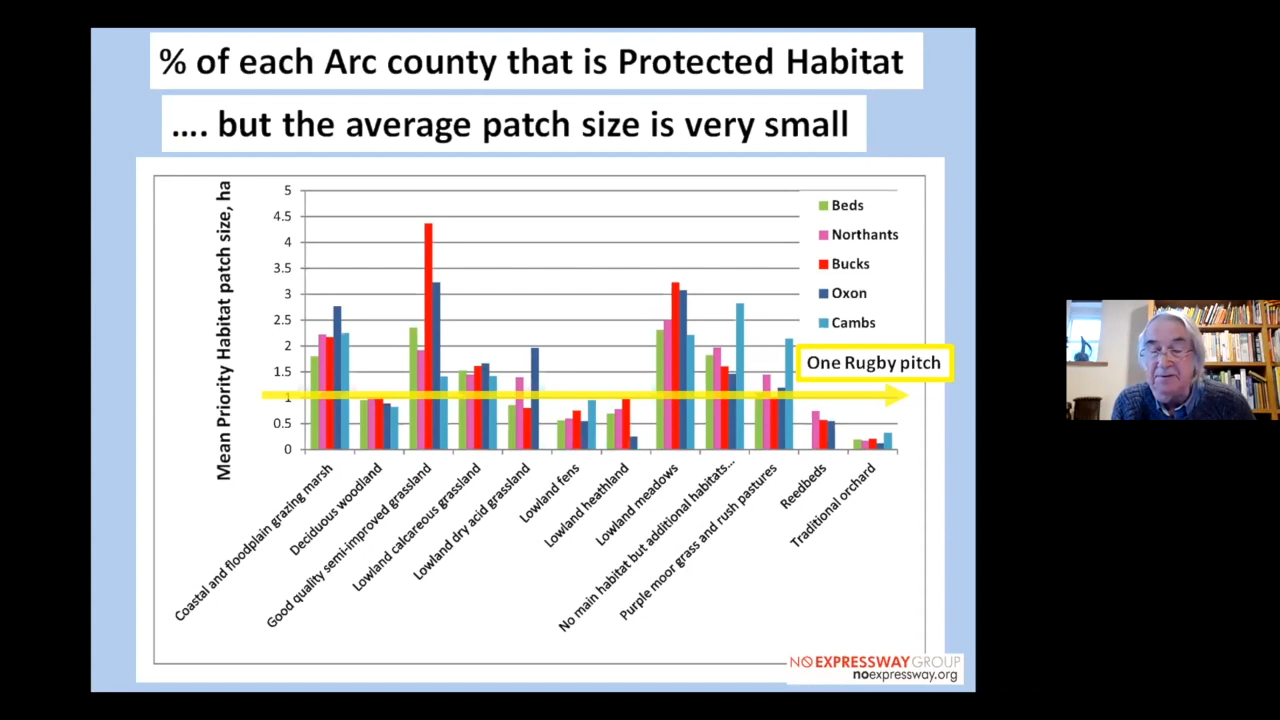 % of each Arc county that is Protected Habitat
.... but the average patch size is very small
Mean Priority Habitat patch size, ha
5
4.5
4
3.5
3
2.5
2
1.5
1
0.5
0
Beds
Northants
Bucks
Oxon
Cambs
One Rugby pitch
Coastal and floodplain grazing marsh
Deciduous woodland
Good quality semi-improved grassland
Lowland calcareous grassland
Lowland dry acid grassland
Lowland fens
Lowland heathland
Lowland meadows
No main habitat but additional habitats...
Purple moor grass and rush pastures
Reedbeds
Traditional orchard
NO EXPRESSWAY GROUP
noexpressway.org